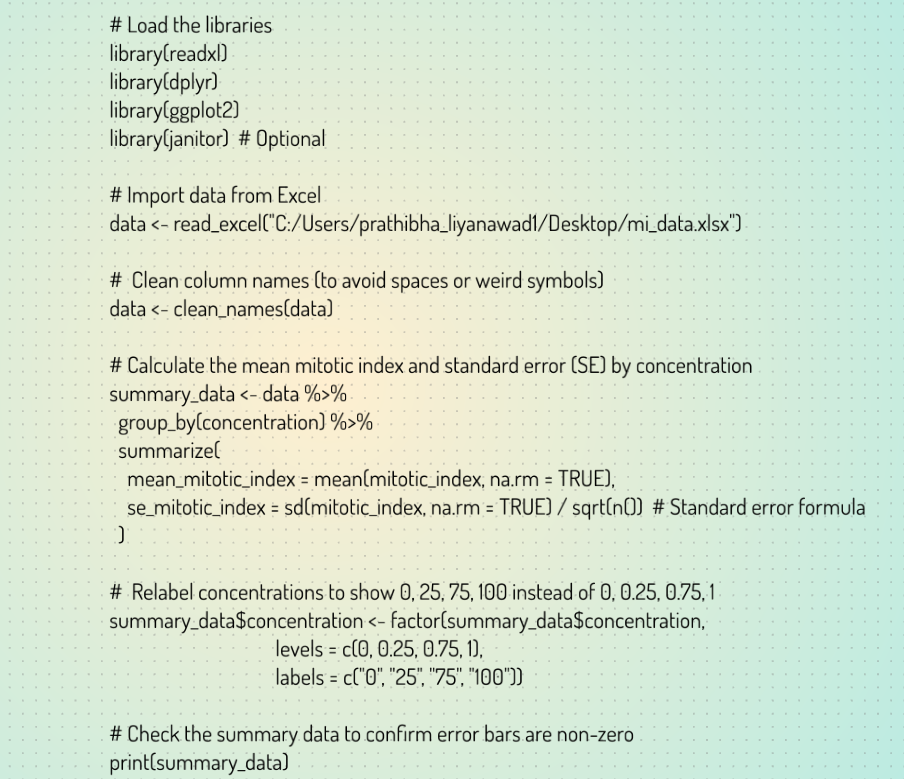 # Load the libraries
library(readxl)
library(dplyr)
library(ggplot2)
library(janitor)  # Optional
# Import data from Excel
data <- read_excel("C:/Users/prathibha_liyanawad1/Desktop/mi_data.xlsx")
#  Clean column names (to avoid spaces or weird symbols)
data <- clean_names(data)
# Calculate the mean mitotic index and standard error (SE) by concentration
summary_data <- data %>%
  group_by(concentration) %>%
  summarize(
    mean_mitotic_index = mean(mitotic_index, na.rm = TRUE),
    se_mitotic_index = sd(mitotic_index, na.rm = TRUE) / sqrt(n())  # Standard error formula
  )
#  Relabel concentrations to show 0, 25, 75, 100 instead of 0, 0.25, 0.75, 1
summary_data$concentration <- factor(summary_data$concentration,
                                     levels = c(0, 0.25, 0.75, 1),
                                     labels = c("0", "25", "75", "100"))
# Check the summary data to confirm error bars are non-zero
print(summary_data)